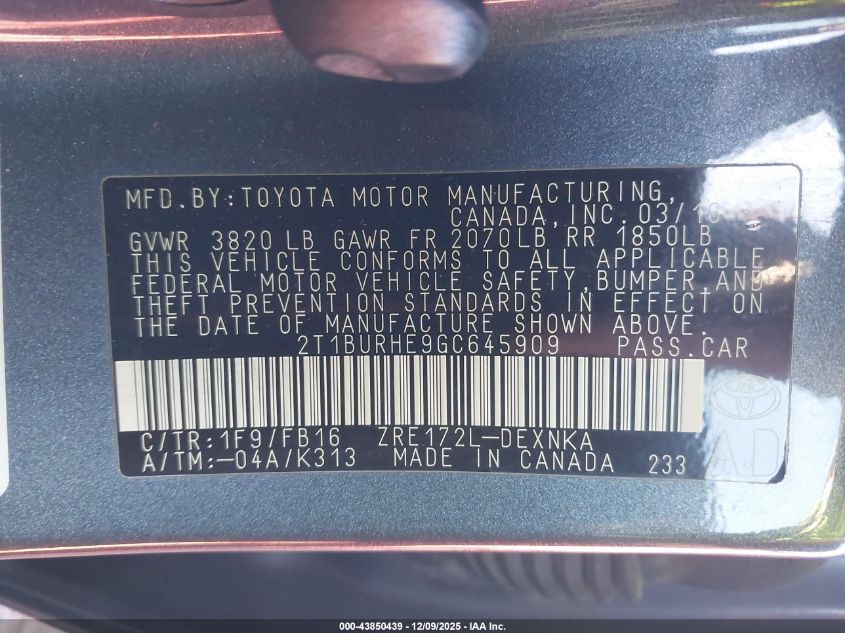 MFD.BY:TOYOTA MOTOR MANUFACTURING,
CANADA,INC. 03/16
GVWR 3820 LB GAWR FR 2070LB RR 1850LB
THIS VEHICLE CONFORMS TO ALL APPLICABLE
FEDERAL MOTOR VEHICLE SAFETY,BUMPER,AND
THEFT PREVENTION STANDARDS IN EFFECT ON
THE DATE OF MANUFACTURE SHOWN ABOVE.
2T1BURHE9GC645909 PASS.CAR
C/TR:1F9/FB16 ZRE172L-DEXNKA
A/TM:-04A/K313 MADE IN CANADA 233
AD
000-43850439 - 12/09/2025 - IAA Inc.